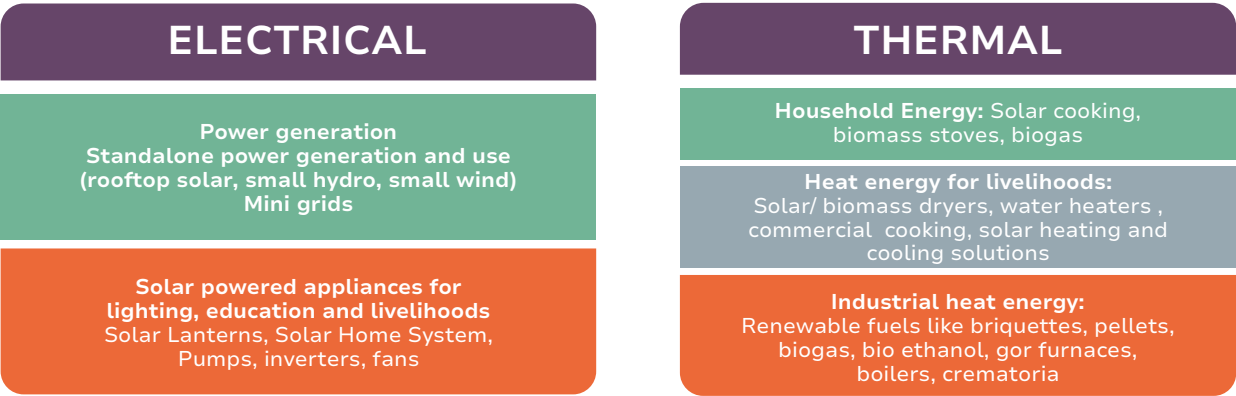 ELECTRICAL
Power generation
Standalone power generation and use
(rooftop solar, small hydro, small wind)
Mini grids
Solar powered appliances for
lighting, education and livelihoods
Solar Lanterns, Solar Home System,
Pumps, inverters, fans
THERMAL
Household Energy: Solar cooking,
biomass stoves, biogas
Heat energy for livelihoods:
Solar/ biomass dryers, water heaters ,
commercial  cooking, solar heating and
cooling solutions
Industrial heat energy:
Renewable fuels like briquettes, pellets,
biogas, bio ethanol, gor furnaces,
boilers, crematoria